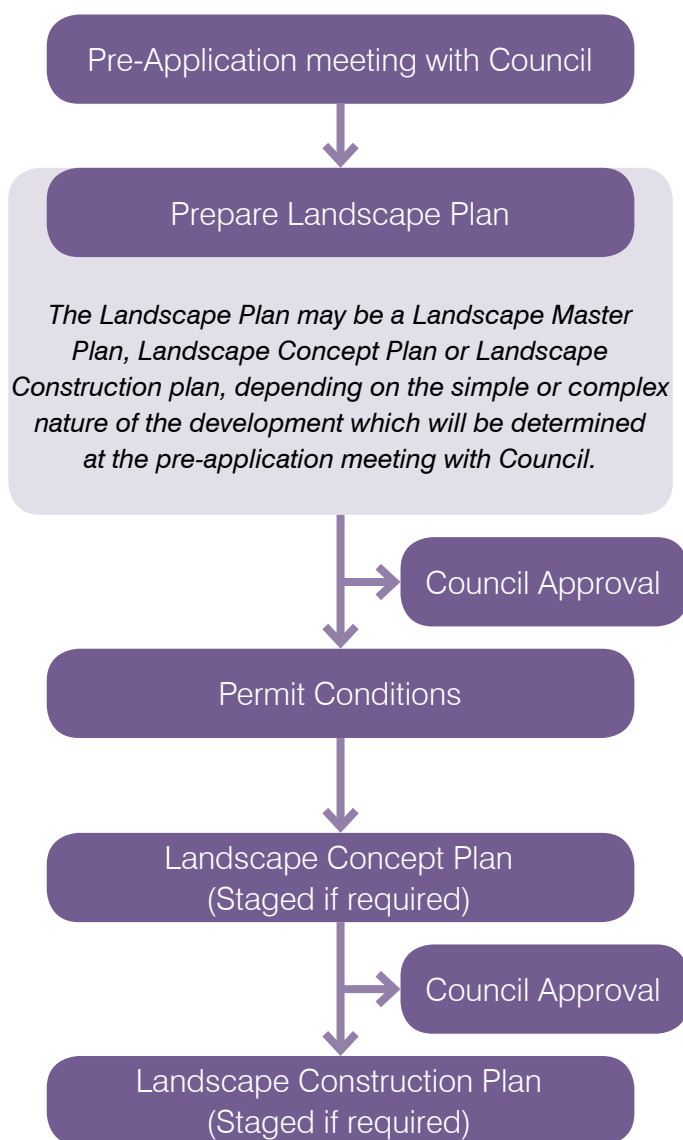 Pre-Application meeting with Council
Prepare Landscape Plan
The Landscape Plan may be a Landscape Master
Plan, Landscape Concept Plan or Landscape
Construction plan, depending on the simple or complex
nature of the development which will be determined
at the pre-application meeting with Council.
Council Approval
Permit Conditions
Landscape Concept Plan
(Staged if required)
Council Approval
Landscape Construction Plan
(Staged if required)